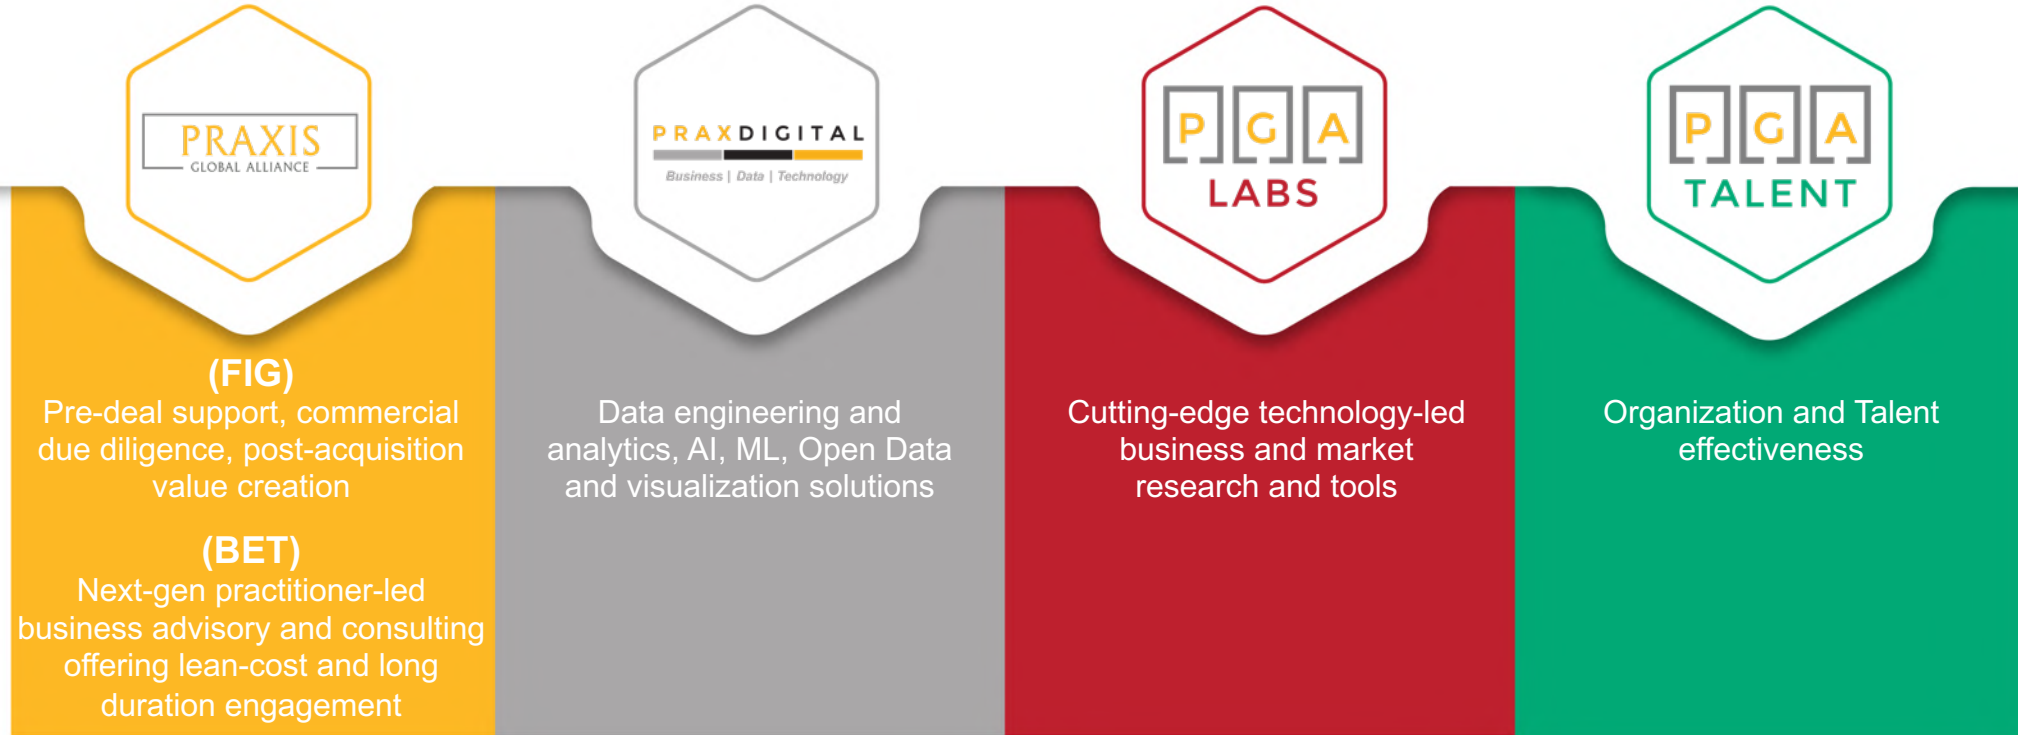 PRAXIS
GLOBAL ALLIANCE
(FIG)
Pre-deal support, commercial
due diligence, post-acquisition
value creation
(BET)
Next-gen practitioner-led
business advisory and consulting
offering lean-cost and long
duration engagement
PRAXDIGITAL
Business | Data | Technology
Data engineering and
analytics, AI, ML, Open Data
and visualization solutions
PGA
LABS
Cutting-edge technology-led
business and market
research and tools
PGA
TALENT
Organization and Talent
effectiveness